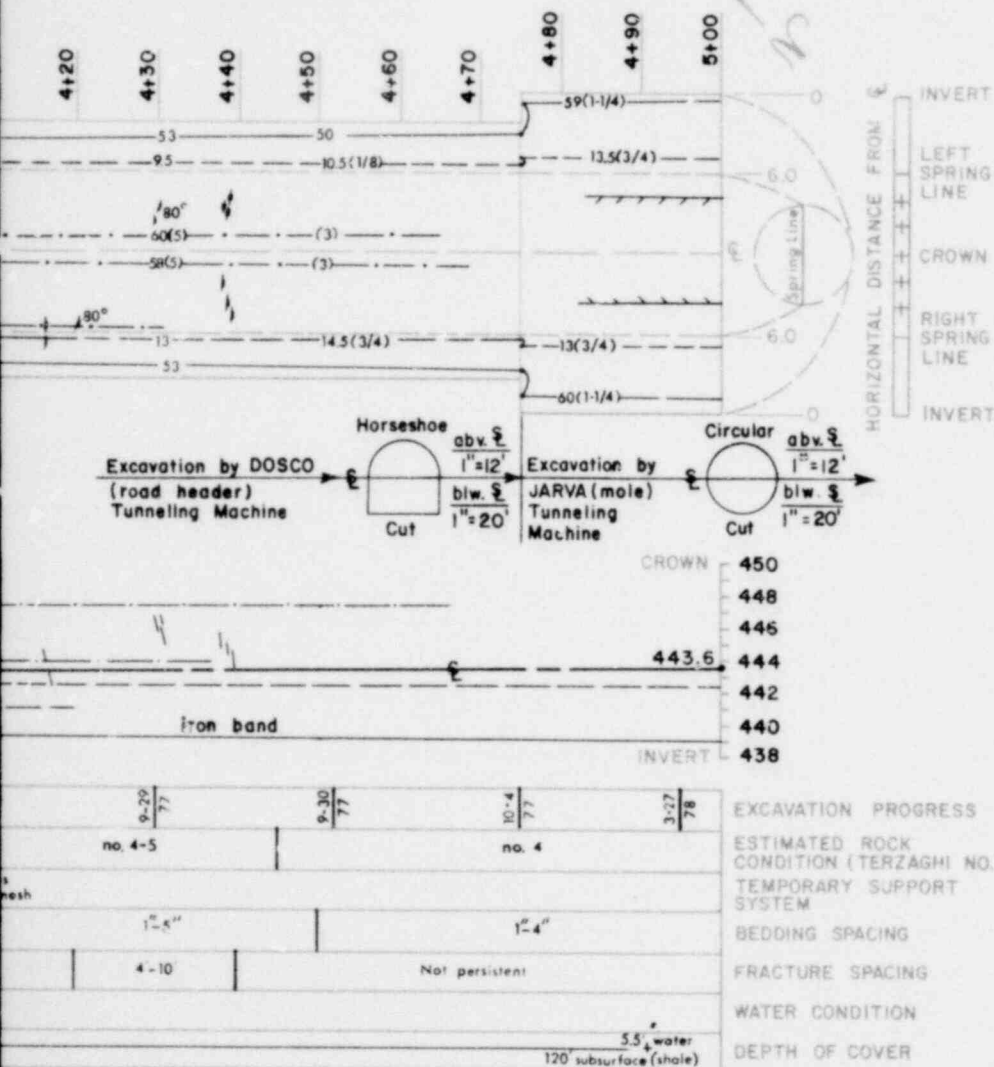 4+20 4+30 4+40 4+50 4+60 4+70 4+80 4+90 5+00
59(1-1/4) 0 INVERT
53 50
9.5 10.5(1/8) 13.5(3/4) 6.0 LEFT SPRING LINE
80°
60(5) (3)
58(5) (3) Spring Line CROWN
HORIZONTAL DISTANCE FROM ℄
80°
13 14.5(3/4) 13(3/4) 6.0 RIGHT SPRING LINE
53
60(1-1/4) 0 INVERT
Horseshoe abv. ℄ 1"=12'
Circular abv. ℄ 1"=12'
Excavation by DOSCO
(road header)
Tunneling Machine
℄
Cut blw. ℄ 1"=20'
Excavation by
JARVA (mole)
Tunneling
Machine
℄
Cut blw. ℄ 1"=20'
CROWN 450
448
446
443.6 444
℄
442
iron band 440
INVERT 438
9-29 77 9-30 77 10-4 77 3-27 78 EXCAVATION PROGRESS
no. 4-5 no. 4 ESTIMATED ROCK
CONDITION (TERZAGHI NO.
TEMPORARY SUPPORT
SYSTEM
1"-5" 1"-4" BEDDING SPACING
4'-10' Not persistent FRACTURE SPACING
WATER CONDITION
5.5' water
120' subsurface (shale) DEPTH OF COVER